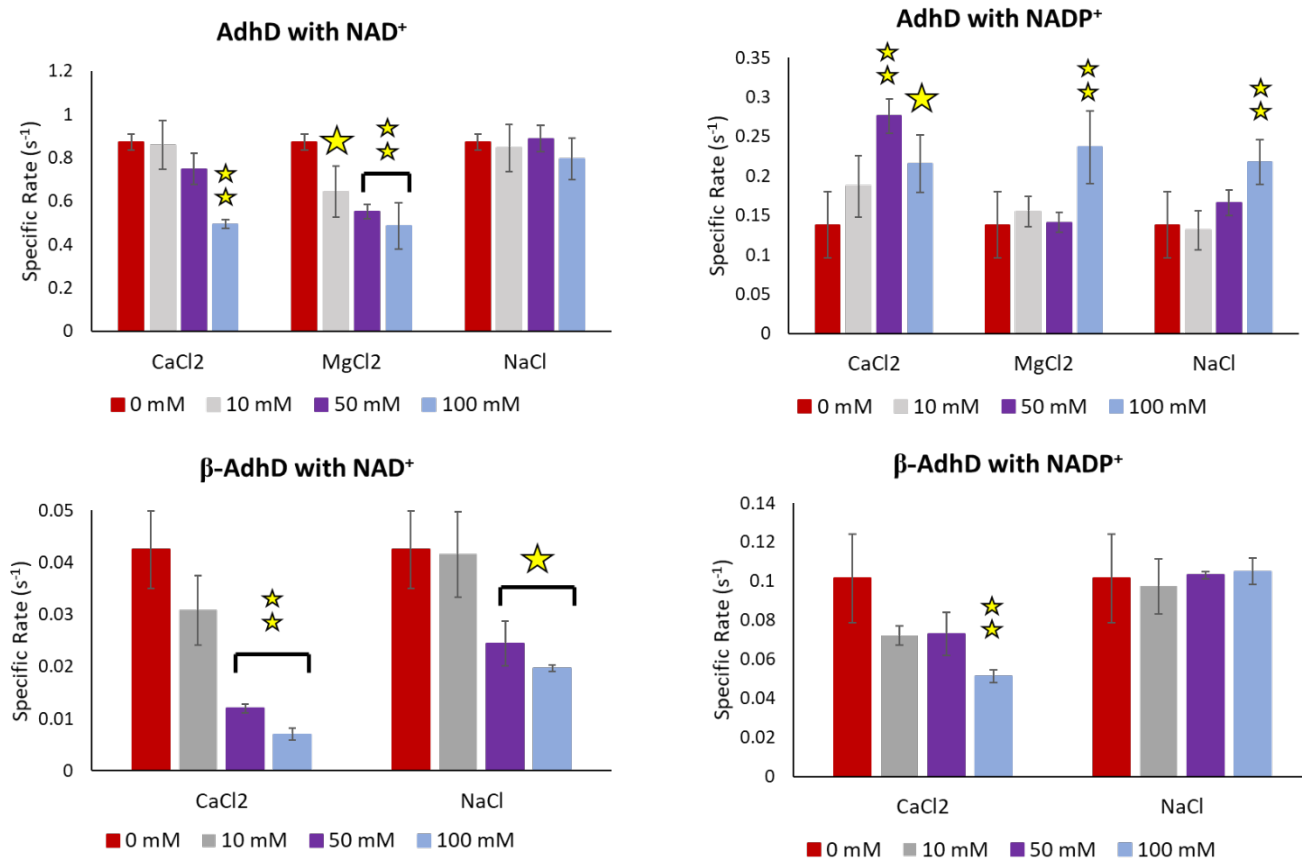 AdhD with NAD⁺
Specific Rate (s⁻¹)
1.2
1
0.8
0.6
0.4
0.2
0
CaCl2 MgCl2 NaCl
0 mM 10 mM 50 mM 100 mM
AdhD with NADP⁺
Specific Rate (s⁻¹)
0.35
0.3
0.25
0.2
0.15
0.1
0.05
0
CaCl2 MgCl2 NaCl
0 mM 10 mM 50 mM 100 mM
β-AdhD with NAD⁺
Specific Rate (s⁻¹)
0.05
0.04
0.03
0.02
0.01
0
CaCl2 NaCl
0 mM 10 mM 50 mM 100 mM
β-AdhD with NADP⁺
Specific Rate (s⁻¹)
0.14
0.12
0.1
0.08
0.06
0.04
0.02
0
CaCl2 NaCl
0 mM 10 mM 50 mM 100 mM